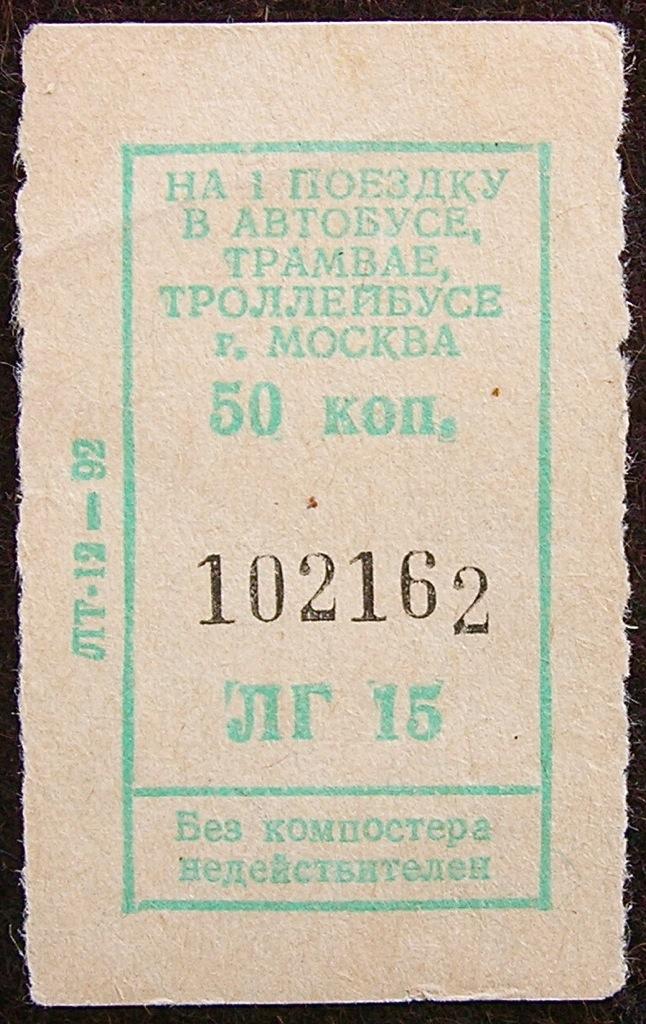 НА 1 ПОЕЗДКУ
В АВТОБУСЕ,
ТРАМВАЕ,
ТРОЛЛЕЙБУСЕ
г. МОСКВА
50 коп.
102162
ЛГ 15
Без компостера
недействителен
ЛТ-12—92